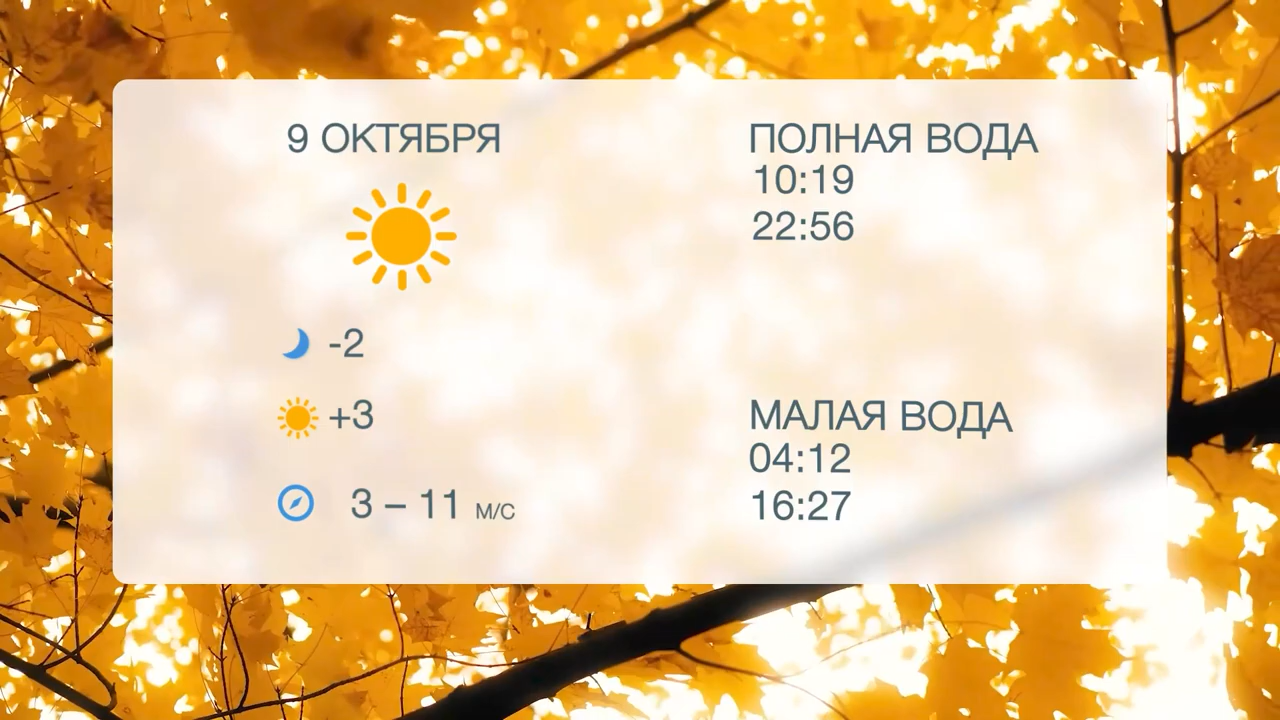 9 ОКТЯБРЯ
-2
+3
3 – 11 М/С
ПОЛНАЯ ВОДА
10:19
22:56
МАЛАЯ ВОДА
04:12
16:27